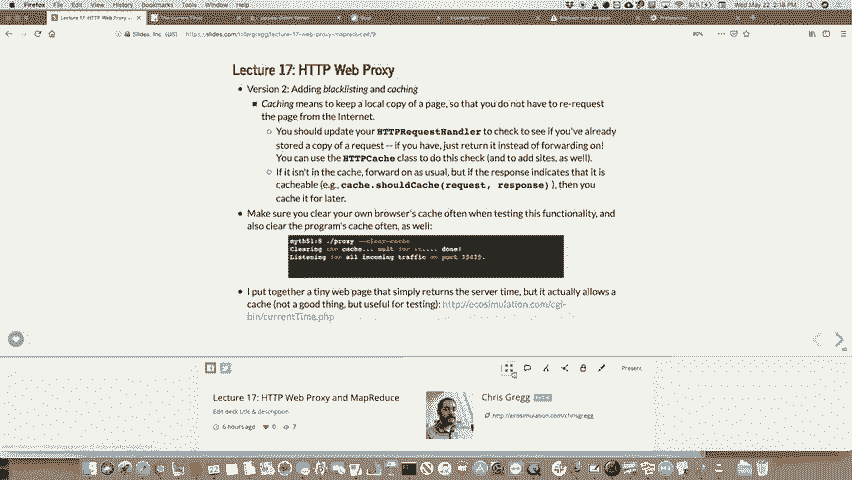 Firefox File Edit View History Bookmarks Tools Window Help
Wed May 22 2:18 PM
Lecture 17: HTTP Web Proxy
Slides, Inc. (US)
80%
Lecture 17: HTTP Web Proxy
• Version 2: Adding blacklisting and caching
Caching means to keep a local copy of a page, so that you do not have to re-request
the page from the Internet.
You should update your HTTPRequestHandler to check to see if you've already
stored a copy of a request -- if you have, just return it instead of forwarding on!
You can use the HTTPCache class to do this check (and to add sites, as well).
If it isn't in the cache, forward on as usual, but if the response indicates that it is
cacheable (e.g., cache.shouldCache(request, response) ), then you
cache it for later.
• Make sure you clear your own browser's cache often when testing this functionality, and
also clear the program's cache often, as well:
myth51:$ ./proxy --clear-cache
Clearing the cache... wait for it.... done!
Listening for all incoming traffic on port 19419.
• I put together a tiny web page that simply returns the server time, but it actually allows a
cache (not a good thing, but useful for testing): http://ecosimulation.com/cgi-
bin/currentTime.php
Present
Lecture 17: HTTP Web Proxy and MapReduce
Edit deck title & description
6 hours ago 0 7
Chris Gregg
http://ecosimulation.com/chrisgregg